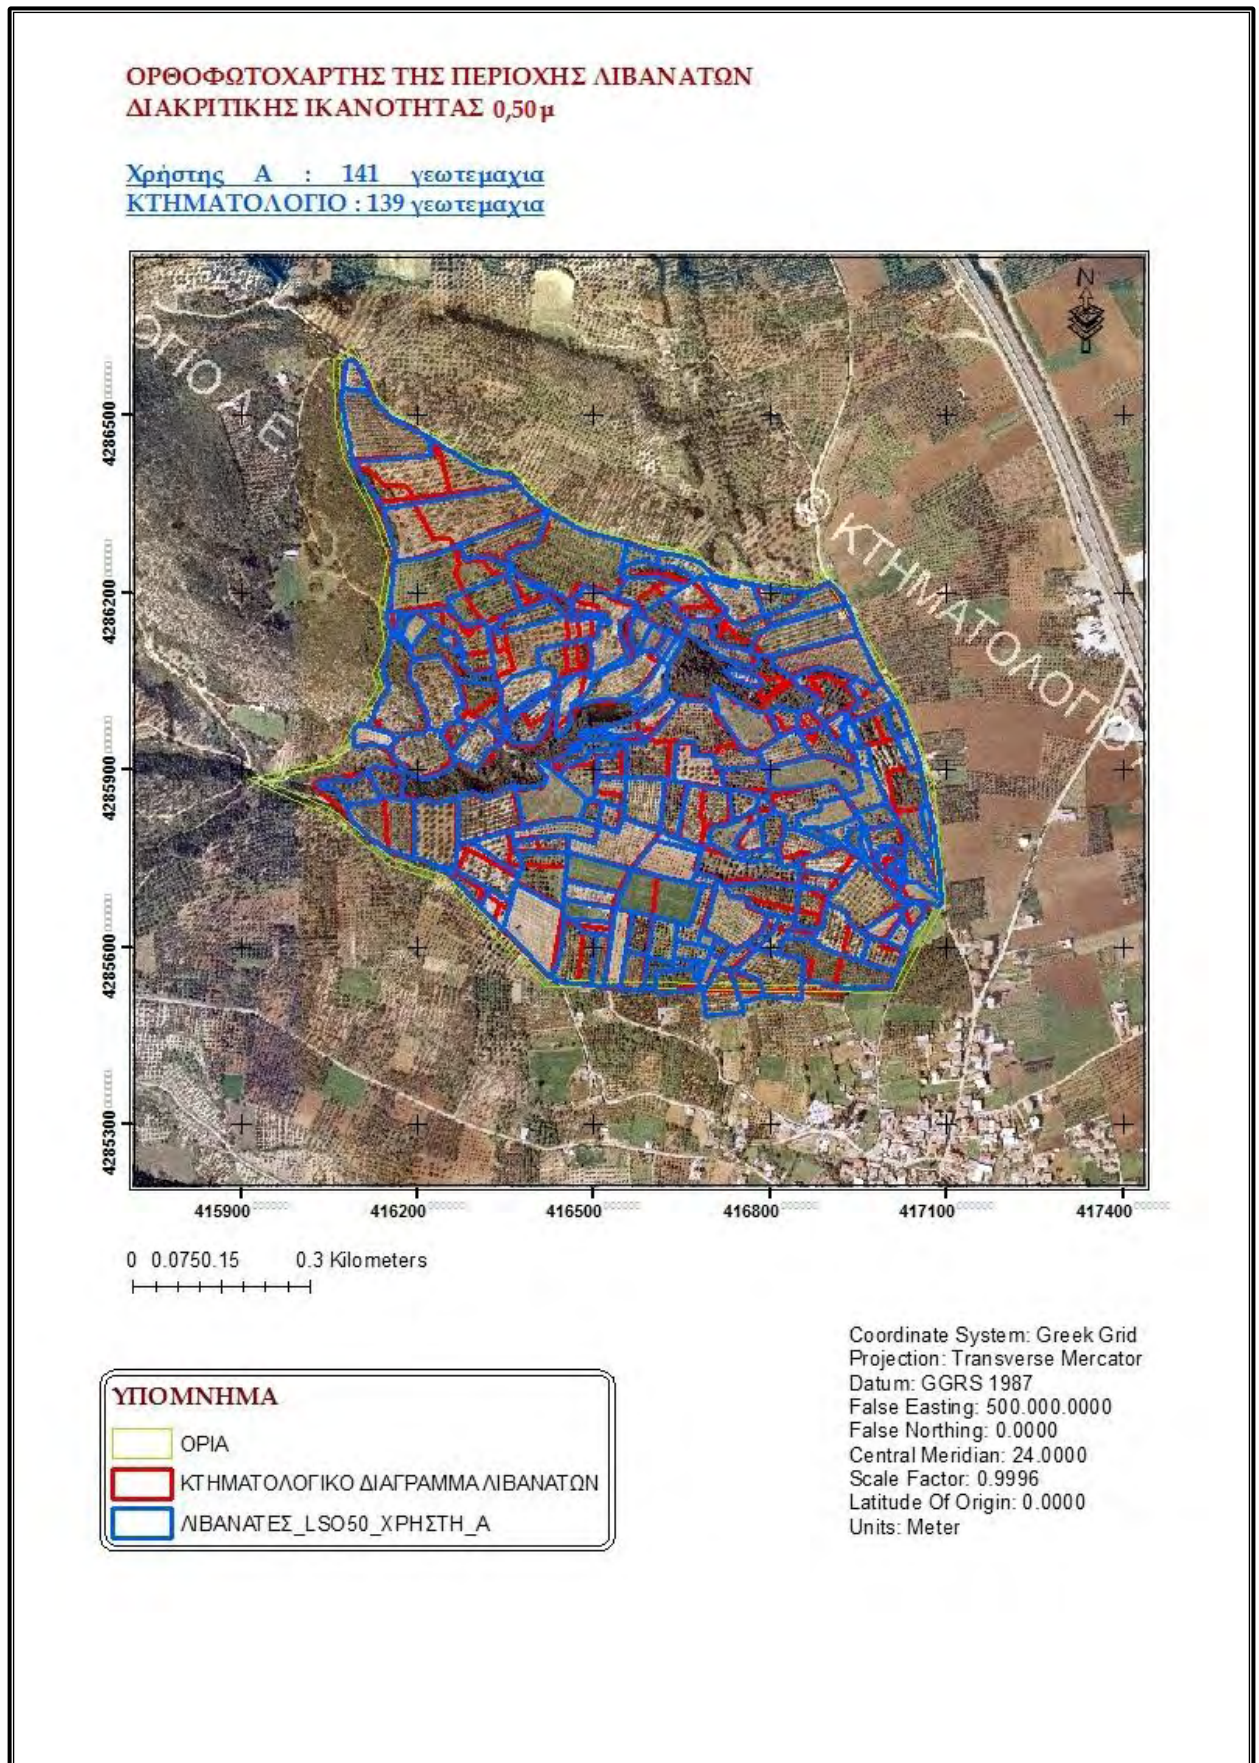 ΟΡΘΟΦΩΤΟΧΑΡΤΗΣ ΤΗΣ ΠΕΡΙΟΧΗΣ ΛΙΒΑΝΑΤΩΝ
ΔΙΑΚΡΙΤΙΚΗΣ ΙΚΑΝΟΤΗΤΑΣ 0,50 μ
Χρήστης Α : 141 γεωτεμαχια
ΚΤΗΜΑΤΟΛΟΓΙΟ : 139 γεωτεμαχια
N
ΟΓΙΟ Α.Ε
© ΚΤΗΜΑΤΟΛΟΓΙΟ
4286500
4286200
4285900
4285600
4285300
415900 416200 416500 416800 417100 417400
0 0.0750.15 0.3 Kilometers
Coordinate System: Greek Grid
Projection: Transverse Mercator
Datum: GGRS 1987
False Easting: 500.000.0000
False Northing: 0.0000
Central Meridian: 24.0000
Scale Factor: 0.9996
Latitude Of Origin: 0.0000
Units: Meter
ΥΠΟΜΝΗΜΑ
ΟΡΙΑ
ΚΤΗΜΑΤΟΛΟΓΙΚΟ ΔΙΑΓΡΑΜΜΑ ΛΙΒΑΝΑΤΩΝ
ΛΙΒΑΝΑΤΕΣ_LSO50_ΧΡΗΣΤΗ_Α